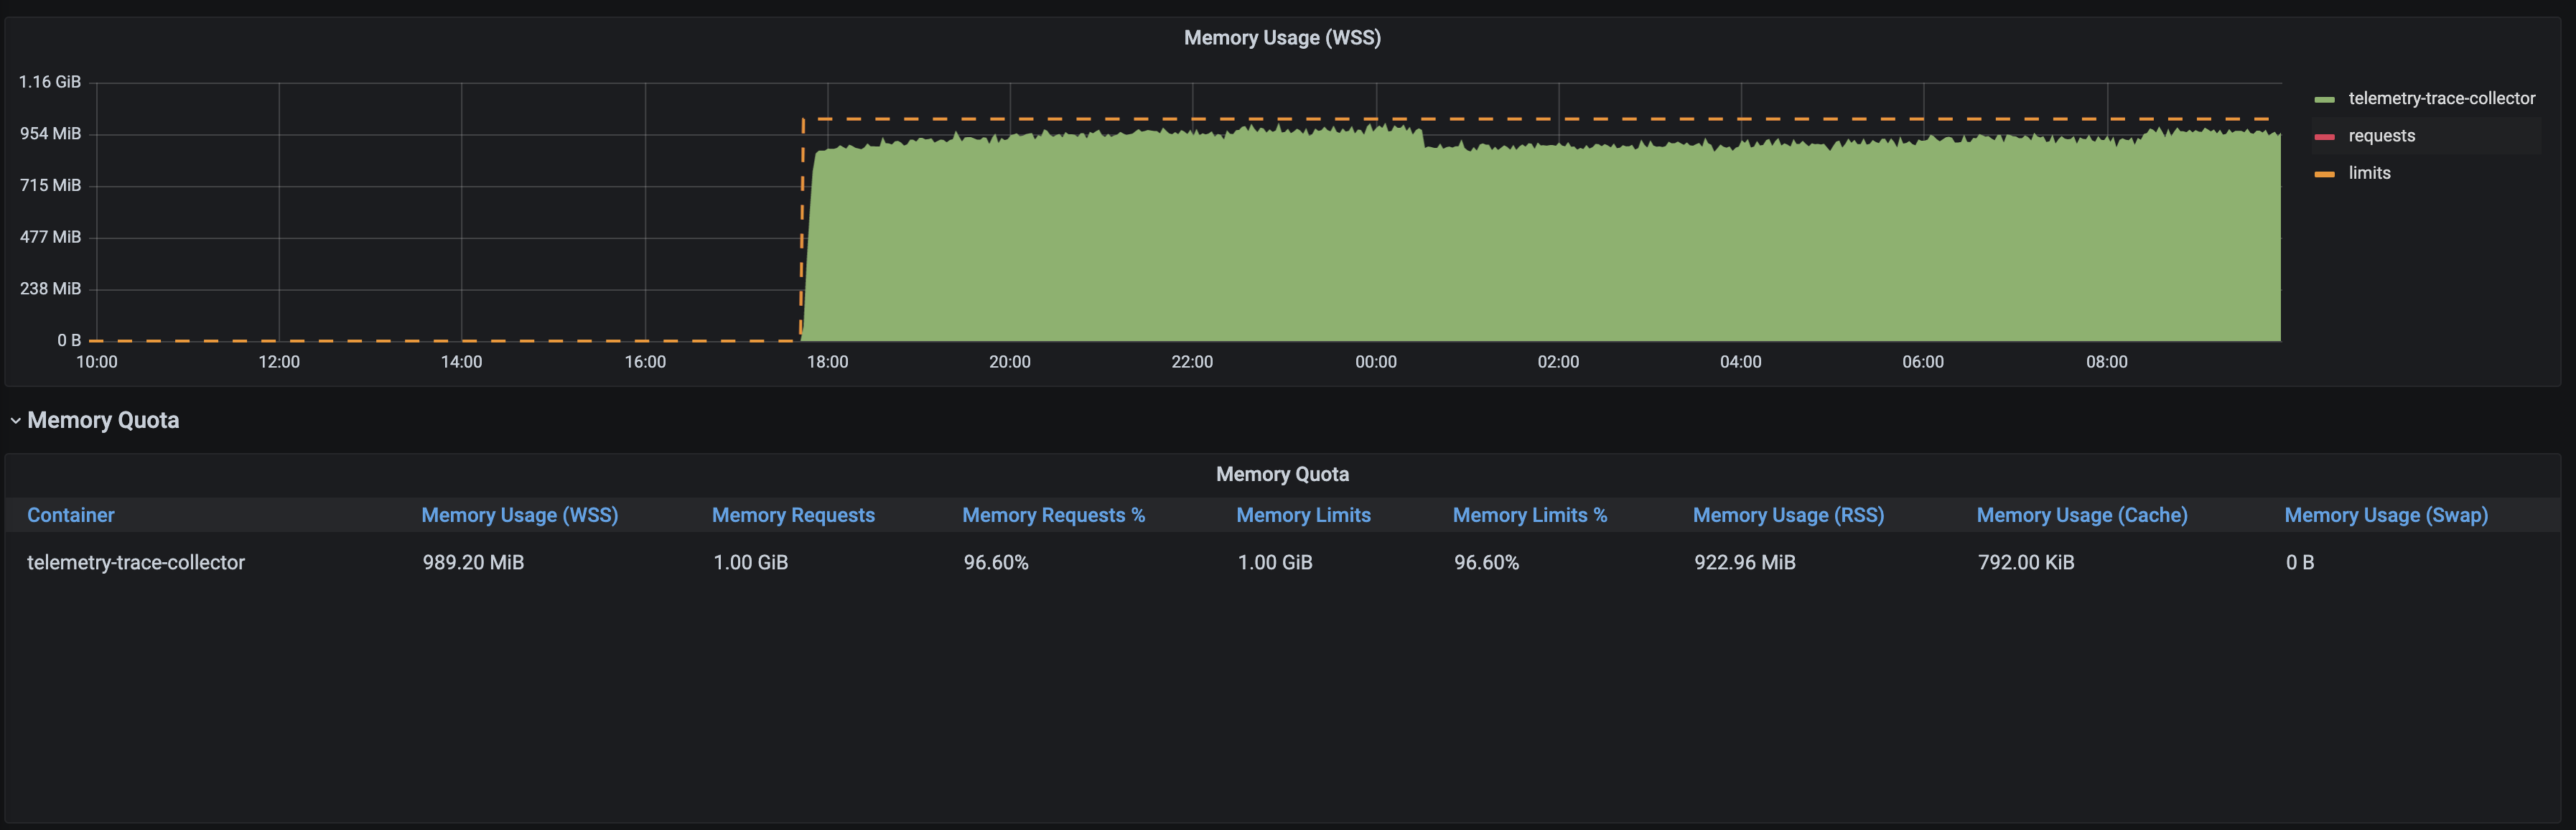 Memory Usage (WSS)
1.16 GiB
954 MiB
715 MiB
477 MiB
238 MiB
0 B
10:00 12:00 14:00 16:00 18:00 20:00 22:00 00:00 02:00 04:00 06:00 08:00
telemetry-trace-collector
requests
limits
Memory Quota
Memory Quota
Container Memory Usage (WSS) Memory Requests Memory Requests % Memory Limits Memory Limits % Memory Usage (RSS) Memory Usage (Cache) Memory Usage (Swap)
telemetry-trace-collector 989.20 MiB 1.00 GiB 96.60% 1.00 GiB 96.60% 922.96 MiB 792.00 KiB 0 B